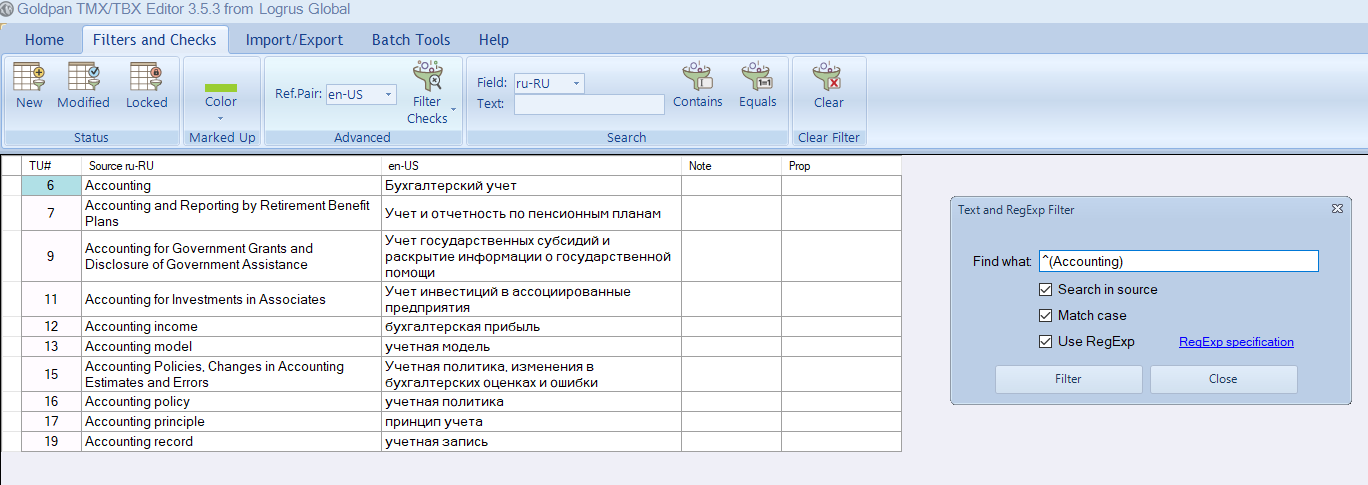 Goldpan TMX/TBX Editor 3.5.3 from Logrus Global
Home Filters and Checks Import/Export Batch Tools Help
New Modified Locked
Status
Color
Marked Up
Ref.Pair: en-US
Filter
Checks
Advanced
Field: ru-RU
Text:
Contains Equals
Search
Clear
Clear Filter
TU# Source ru-RU en-US Note Prop
6 Accounting Бухгалтерский учет
7 Accounting and Reporting by Retirement Benefit
Plans
Учет и отчетность по пенсионным планам
9 Accounting for Government Grants and
Disclosure of Government Assistance
Учет государственных субсидий и
раскрытие информации о государственной
помощи
11 Accounting for Investments in Associates
Учет инвестиций в ассоциированные
предприятия
12 Accounting income бухгалтерская прибыль
13 Accounting model учетная модель
15 Accounting Policies, Changes in Accounting
Estimates and Errors
Учетная политика, изменения в
бухгалтерских оценках и ошибки
16 Accounting policy учетная политика
17 Accounting principle принцип учета
19 Accounting record учетная запись
Text and RegExp Filter
Find what: ^(Accounting)
Search in source
Match case
Use RegExp RegExp specification
Filter Close